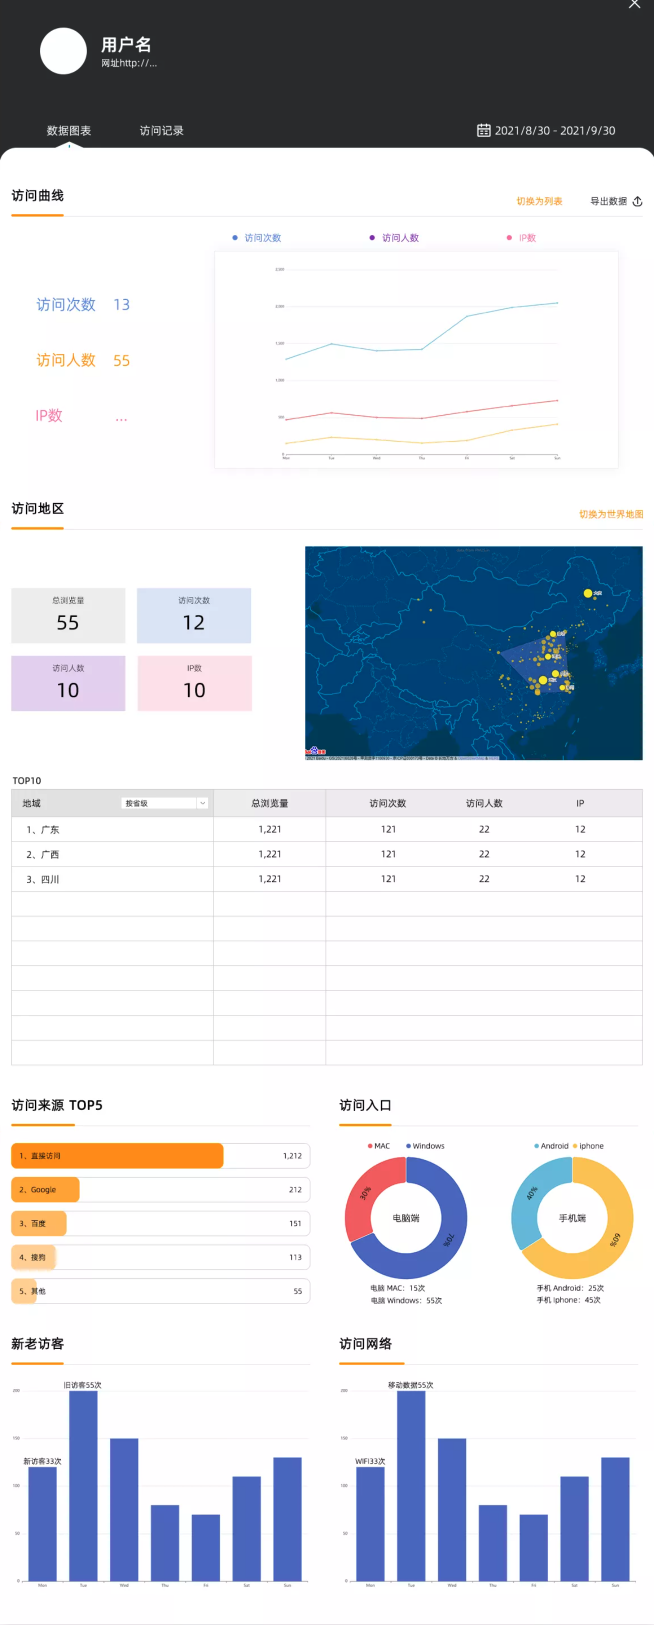 用户名
网址http://...
数据图表 访问记录 2021/8/30 - 2021/9/30
访问曲线 切换为列表 导出数据
访问次数 访问人数 IP数
访问次数 13
访问人数 55
IP数 ...
2,500
2,000
1,500
1,000
500
0
Mon Tue Wed Thu Fri Sat Sun
访问地区 切换为世界地图
总浏览量 访问次数
55 12
访问人数 IP数
10 10
TOP10
地域 按省级 总浏览量 访问次数 访问人数 IP
1、广东 1,221 121 22 12
2、广西 1,221 121 22 12
3、四川 1,221 121 22 12
访问来源 TOP5 访问入口
1、直接访问 1,212
2、Google 212
3、百度 151
4、搜狗 113
5、其他 55
MAC Windows
30%
电脑端
70%
电脑 MAC：15次
电脑 Windows：55次
Android iphone
40%
手机端
60%
手机 Android：25次
手机 Iphone：45次
新老访客 访问网络
旧访客55次
200
150
新访客33次
100
50
0
Mon Tue Wed Thu Fri Sat Sun
移动数据55次
200
150
WIFI33次
100
50
0
Mon Tue Wed Thu Fri Sat Sun